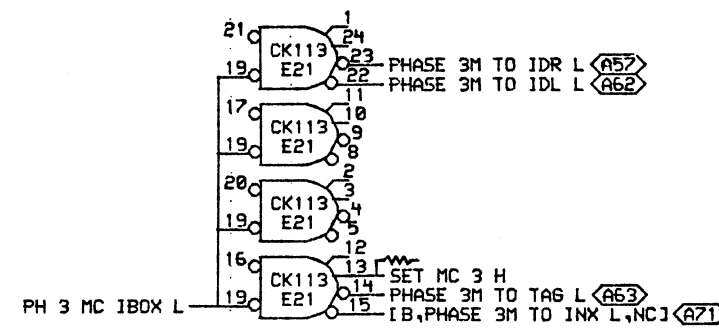 1
21 24
CK113 23 PHASE 3M TO IDR L A57
19 E21 22 PHASE 3M TO IDL L A62
11
17 10
CK113 9
19 E21 8
2
20 3
CK113 4
19 E21 5
12
16 13 SET MC 3 H
CK113 14 PHASE 3M TO TAG L A63
PH 3 MC IBOX L 19 E21 15 [B,PHASE 3M TO INX L,NC] A71